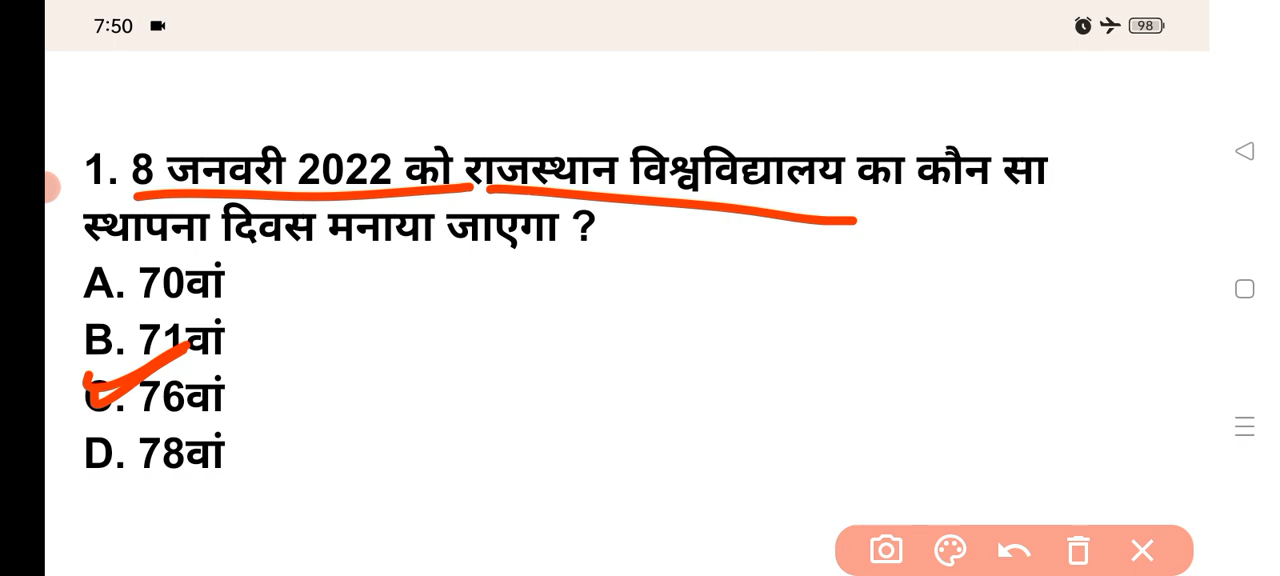 7:50
98
1. 8 जनवरी 2022 को राजस्थान विश्वविद्यालय का कौन सा
स्थापना दिवस मनाया जाएगा ?
A. 70वां
B. 71वां
C. 76वां
D. 78वां